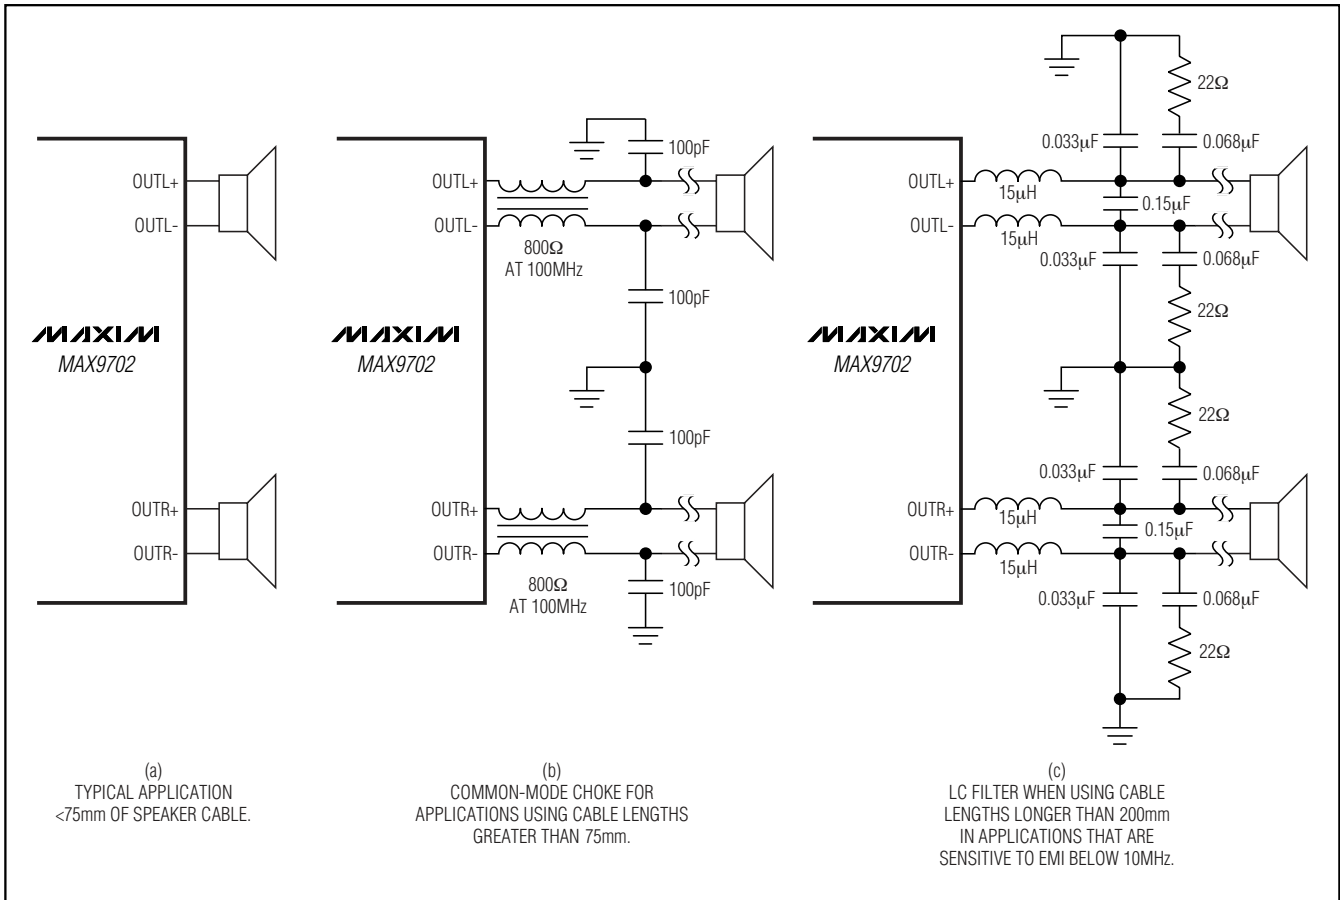 OUTL+
OUTL-
MAXIM
MAX9702
OUTR+
OUTR-
(a)
TYPICAL APPLICATION
<75mm OF SPEAKER CABLE.
100pF
OUTL+
OUTL-
800Ω
AT 100MHz
100pF
MAXIM
MAX9702
100pF
OUTR+
OUTR-
800Ω
AT 100MHz
100pF
(b)
COMMON-MODE CHOKE FOR
APPLICATIONS USING CABLE LENGTHS
GREATER THAN 75mm.
22Ω
0.033µF
0.068µF
OUTL+
15µH
0.15µF
OUTL-
15µH
0.033µF
0.068µF
22Ω
MAXIM
MAX9702
22Ω
0.033µF
0.068µF
OUTR+
15µH
0.15µF
OUTR-
15µH
0.033µF
0.068µF
22Ω
(c)
LC FILTER WHEN USING CABLE
LENGTHS LONGER THAN 200mm
IN APPLICATIONS THAT ARE
SENSITIVE TO EMI BELOW 10MHz.